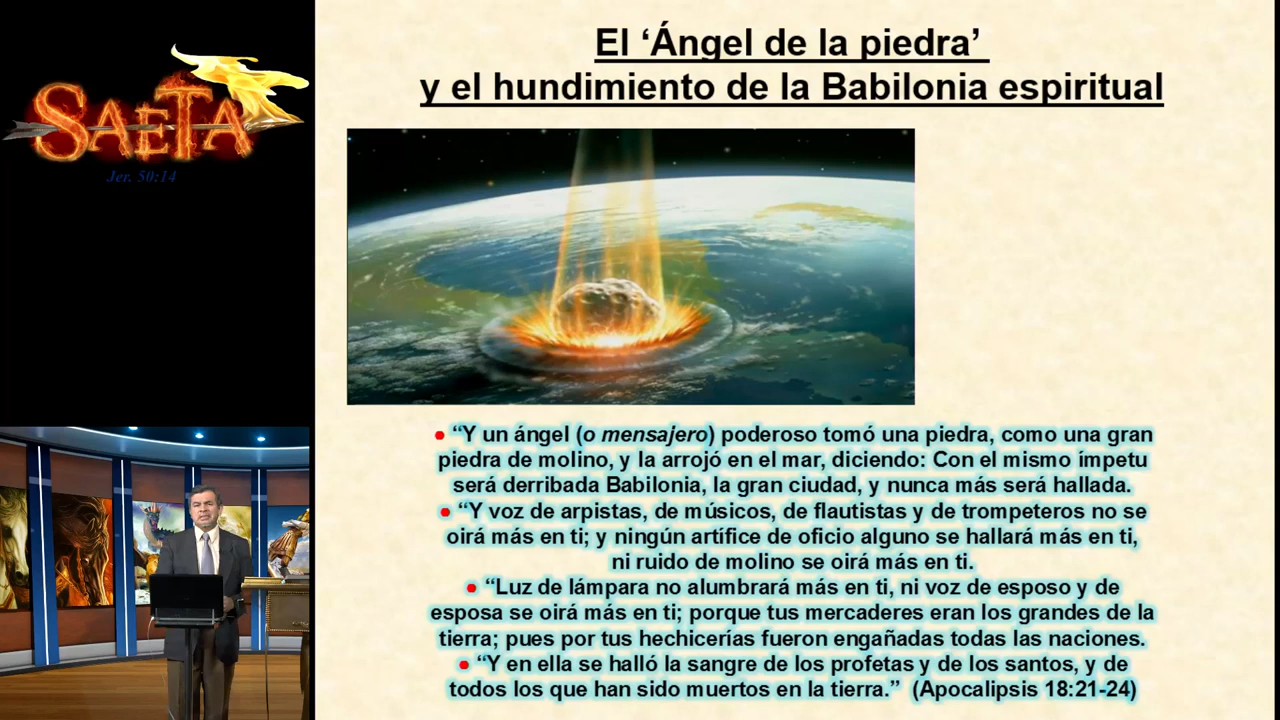 SAETA
Jer. 50:14
El ‘Ángel de la piedra’
y el hundimiento de la Babilonia espiritual
● “Y un ángel (o mensajero) poderoso tomó una piedra, como una gran
piedra de molino, y la arrojó en el mar, diciendo: Con el mismo ímpetu
será derribada Babilonia, la gran ciudad, y nunca más será hallada.
● “Y voz de arpistas, de músicos, de flautistas y de trompeteros no se
oirá más en ti; y ningún artífice de oficio alguno se hallará más en ti,
ni ruido de molino se oirá más en ti.
● “Luz de lámpara no alumbrará más en ti, ni voz de esposo y de
esposa se oirá más en ti; porque tus mercaderes eran los grandes de la
tierra; pues por tus hechicerías fueron engañadas todas las naciones.
● “Y en ella se halló la sangre de los profetas y de los santos, y de
todos los que han sido muertos en la tierra.” (Apocalipsis 18:21-24)